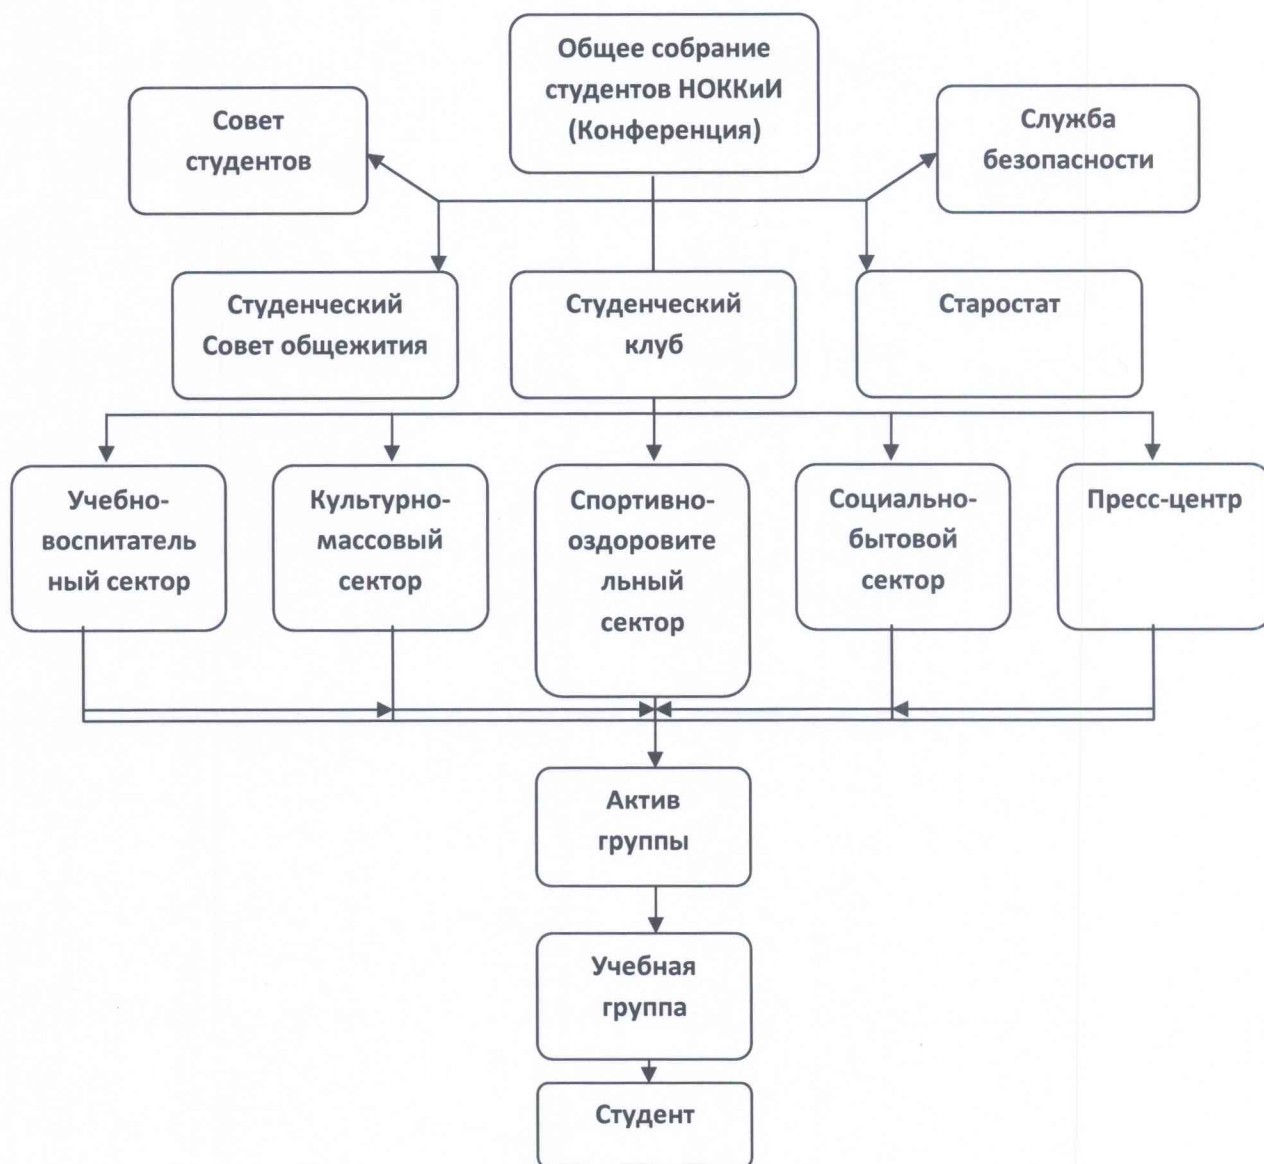 Общее собрание
студентов НОККиИ
(Конференция)
Совет
студентов
Служба
безопасности
Студенческий
Совет общежития
Студенческий
клуб
Старостат
Учебно-
воспитатель
ный сектор
Культурно-
массовый
сектор
Спортивно-
оздоровите
льный
сектор
Социально-
бытовой
сектор
Пресс-центр
Актив
группы
Учебная
группа
Студент